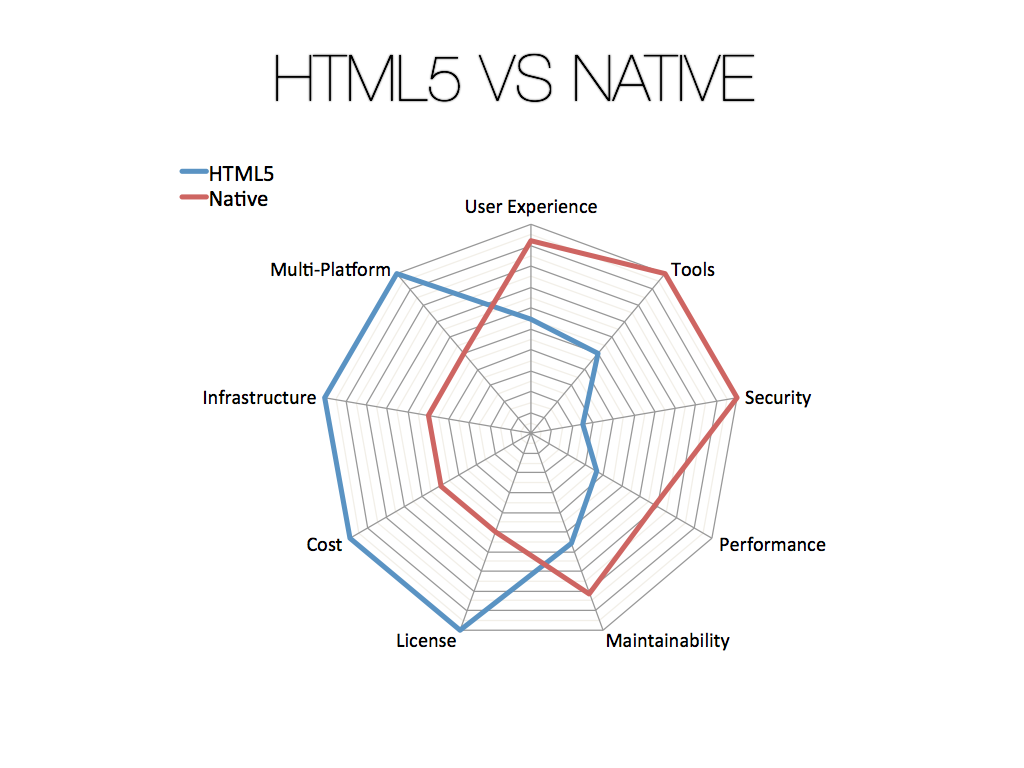 HTML5 VS NATIVE
HTML5
Native
User Experience
Multi-Platform
Tools
Infrastructure
Security
Cost
Performance
License
Maintainability